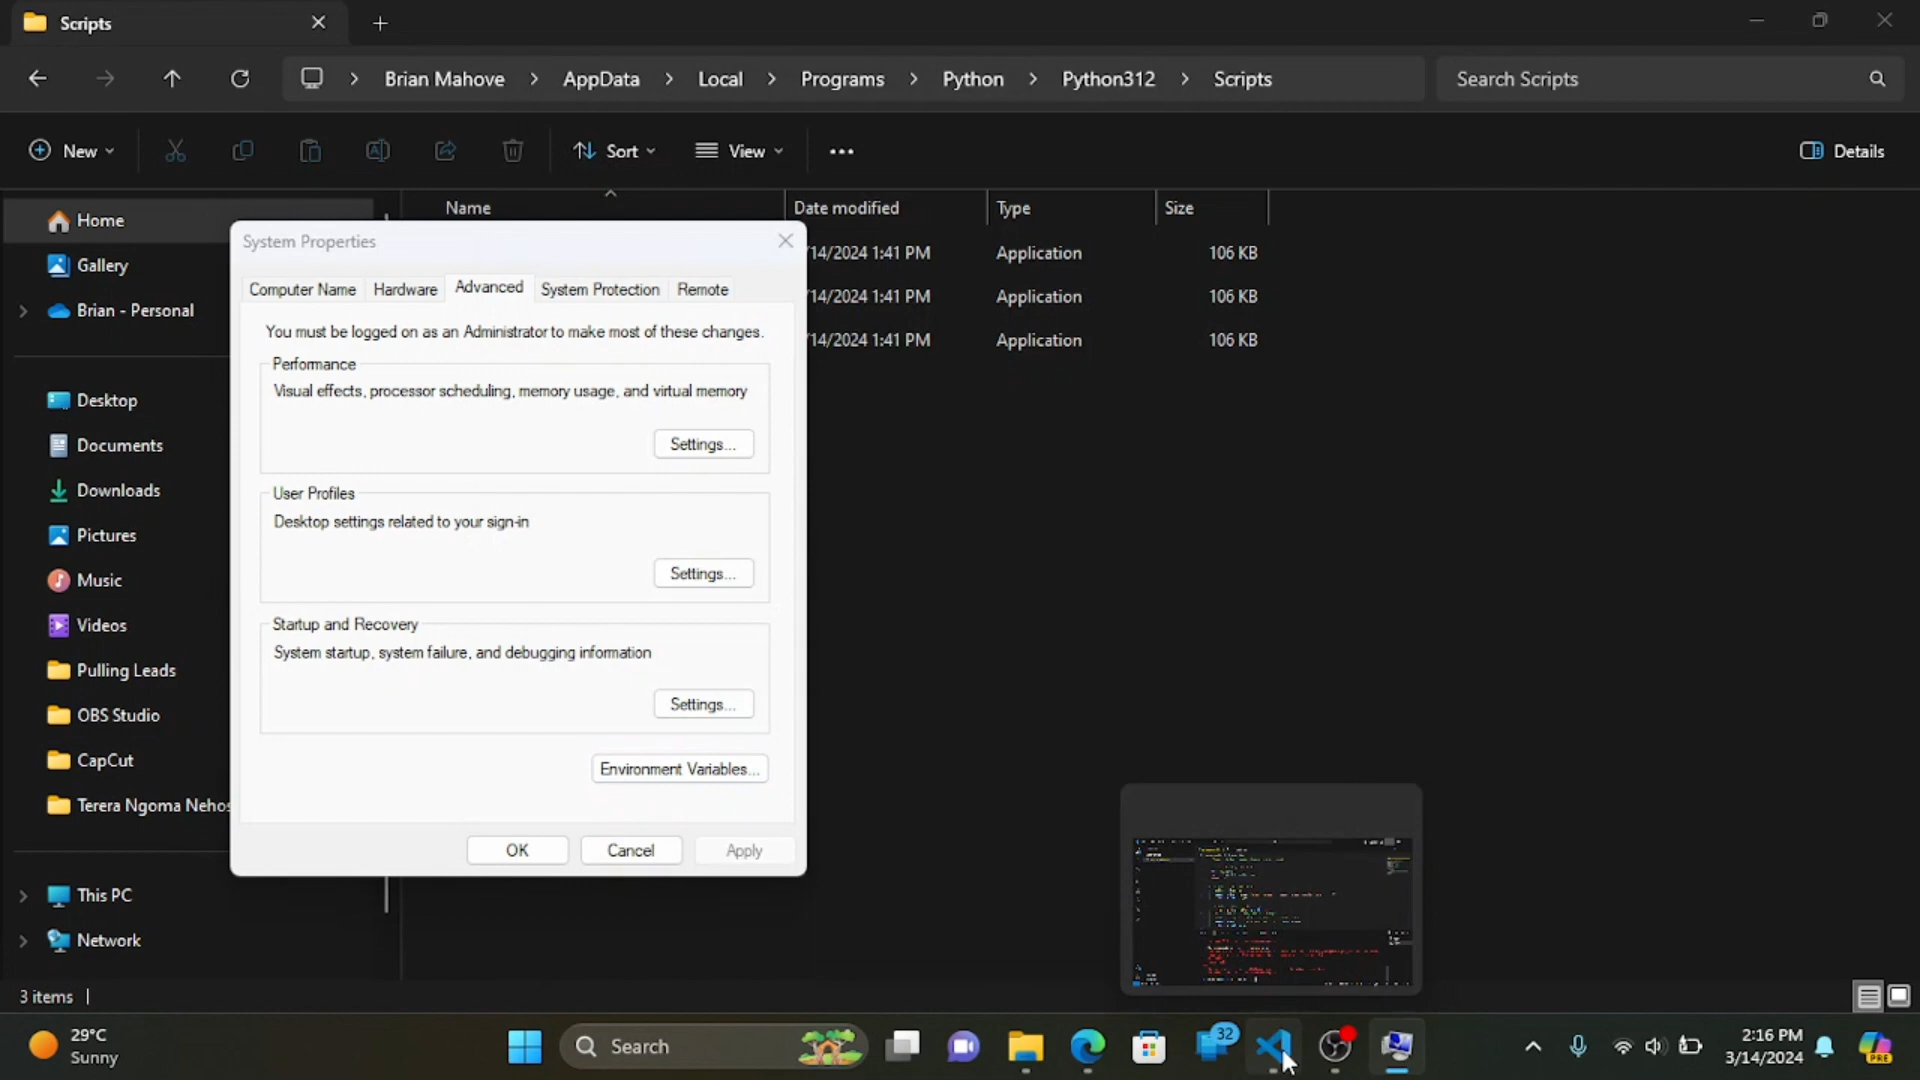 Scripts
Brian Mahove > AppData > Local > Programs > Python > Python312 > Scripts
Search Scripts
New
Sort
View
Details
Home
Gallery
Brian - Personal
Desktop
Documents
Downloads
Pictures
Music
Videos
Pulling Leads
OBS Studio
CapCut
Terera Ngoma Nehos
This PC
Network
Name Date modified Type Size
/14/2024 1:41 PM Application 106 KB
/14/2024 1:41 PM Application 106 KB
/14/2024 1:41 PM Application 106 KB
System Properties
Computer Name Hardware Advanced System Protection Remote
You must be logged on as an Administrator to make most of these changes.
Performance
Visual effects, processor scheduling, memory usage, and virtual memory
Settings...
User Profiles
Desktop settings related to your sign-in
Settings...
Startup and Recovery
System startup, system failure, and debugging information
Settings...
Environment Variables...
OK Cancel Apply
3 items
29°C
Sunny
Search
32
2:16 PM
3/14/2024
PRE